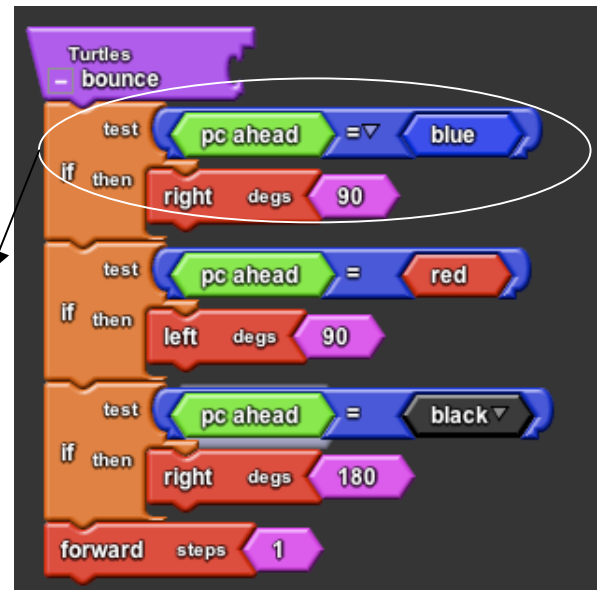 Turtles
– bounce
test pc ahead = blue
if then right degs 90
test pc ahead = red
if then left degs 90
test pc ahead = black
if then right degs 180
forward steps 1